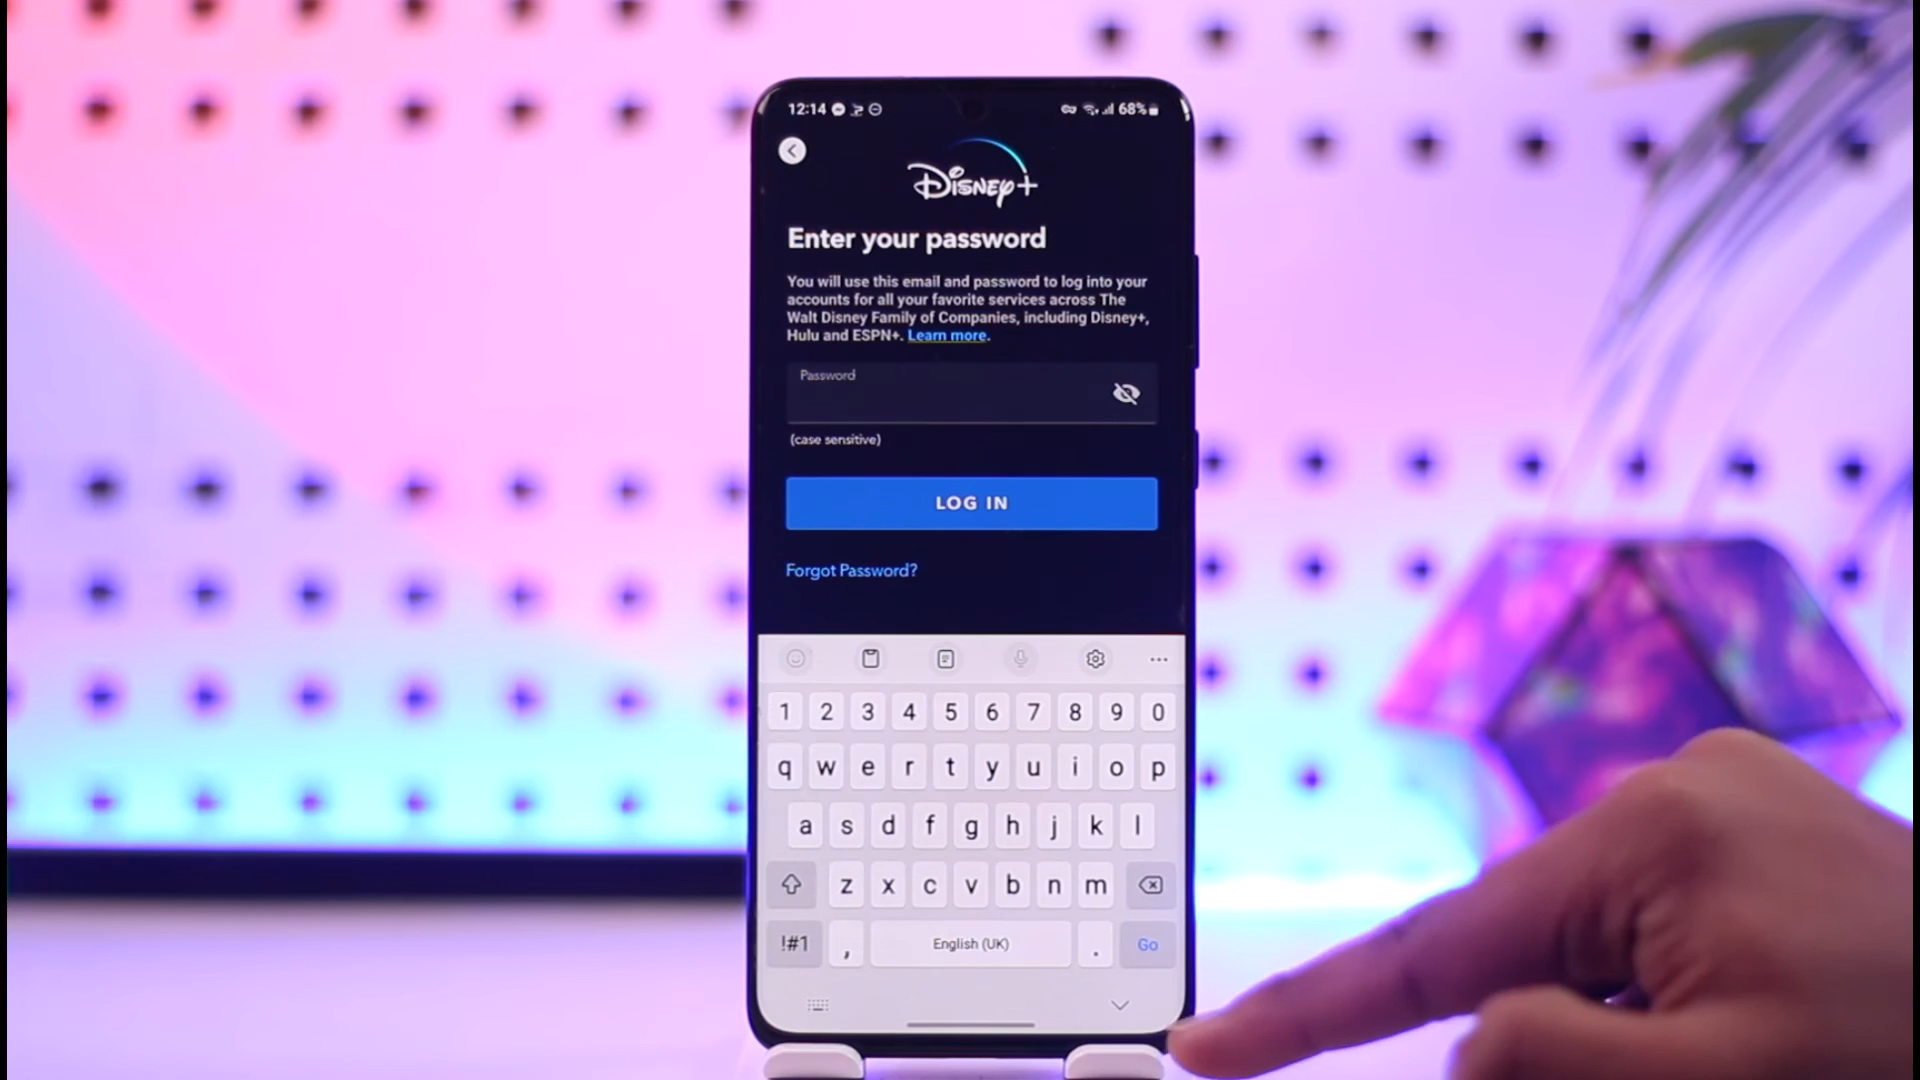 12:14 68%
Disney+
Enter your password
You will use this email and password to log into your
accounts for all your favorite services across The
Walt Disney Family of Companies, including Disney+,
Hulu and ESPN+. Learn more.
Password
(case sensitive)
LOG IN
Forgot Password?
1 2 3 4 5 6 7 8 9 0
q w e r t y u i o p
a s d f g h j k l
z x c v b n m
!#1 , English (UK) . Go